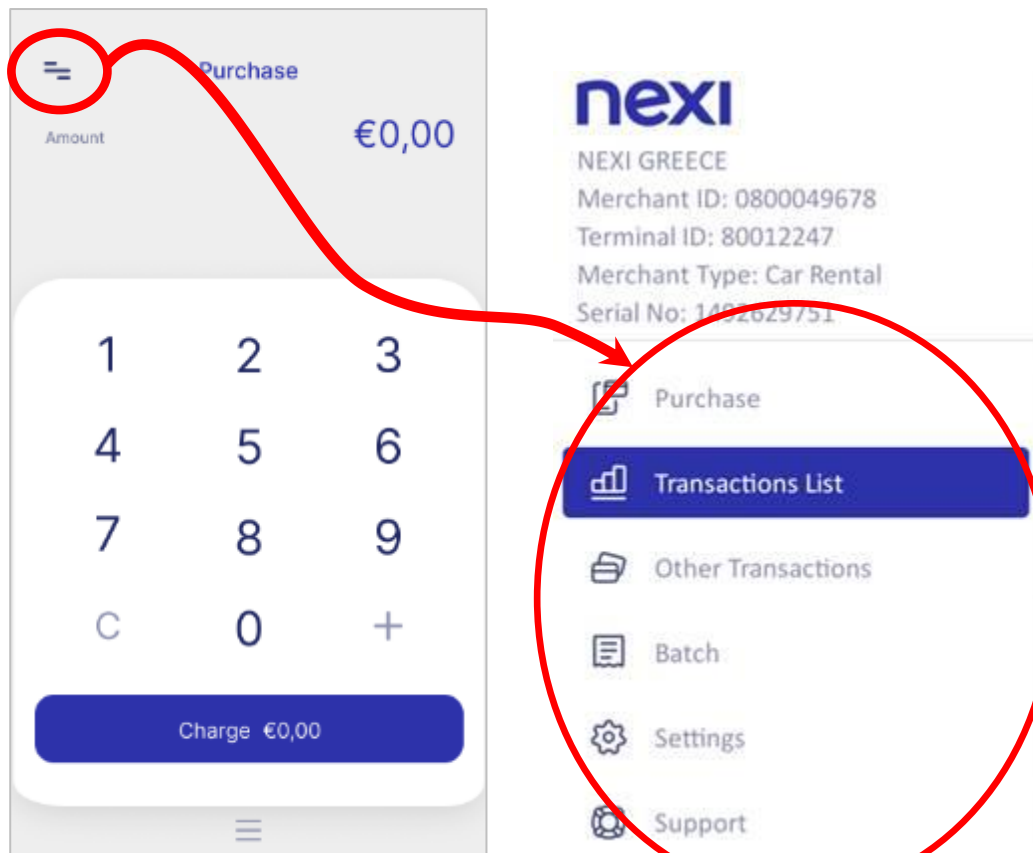 Purchase
Amount
€0,00
1 2 3
4 5 6
7 8 9
C 0 +
Charge €0,00
nexi
NEXI GREECE
Merchant ID: 0800049678
Terminal ID: 80012247
Merchant Type: Car Rental
Serial No: 1492629751
Purchase
Transactions List
Other Transactions
Batch
Settings
Support